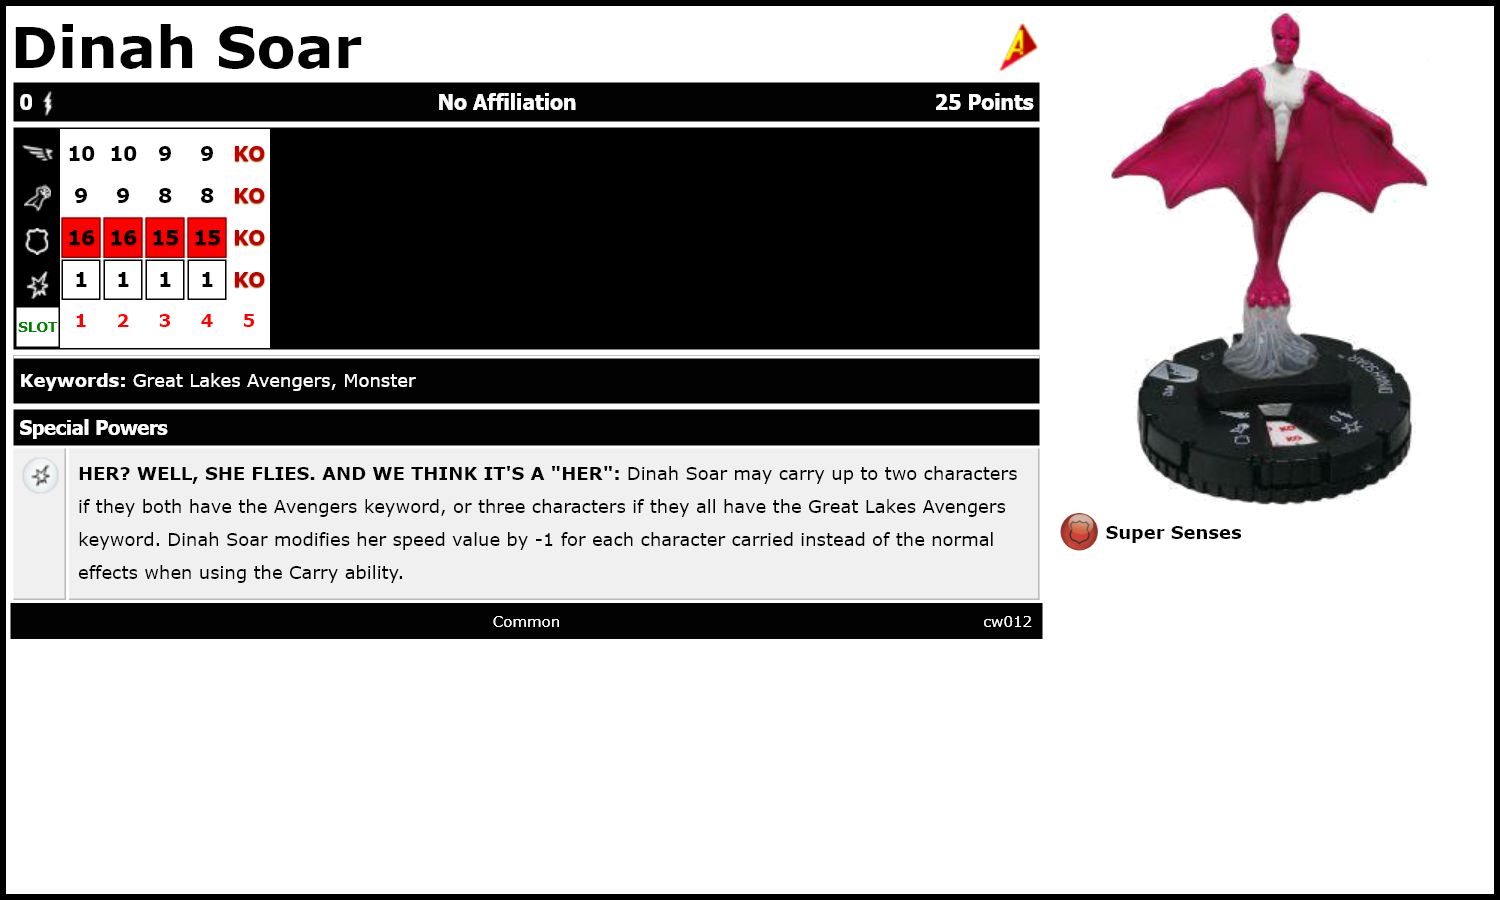 Dinah Soar
A
0 No Affiliation 25 Points
10 10 9 9 KO
9 9 8 8 KO
16 16 15 15 KO
1 1 1 1 KO
SLOT 1 2 3 4 5
Keywords: Great Lakes Avengers, Monster
Special Powers
HER? WELL, SHE FLIES. AND WE THINK IT'S A "HER": Dinah Soar may carry up to two characters
if they both have the Avengers keyword, or three characters if they all have the Great Lakes Avengers
keyword. Dinah Soar modifies her speed value by -1 for each character carried instead of the normal
effects when using the Carry ability.
Common cw012
DINAH SOAR
KO
KO
0
Super Senses